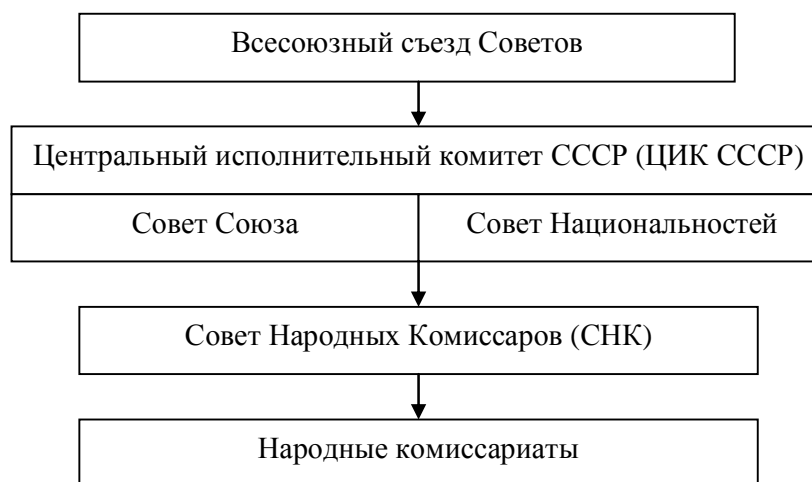 Всесоюзный съезд Советов
Центральный исполнительный комитет СССР (ЦИК СССР)
Совет Союза
Совет Национальностей
Совет Народных Комиссаров (СНК)
Народные комиссариаты